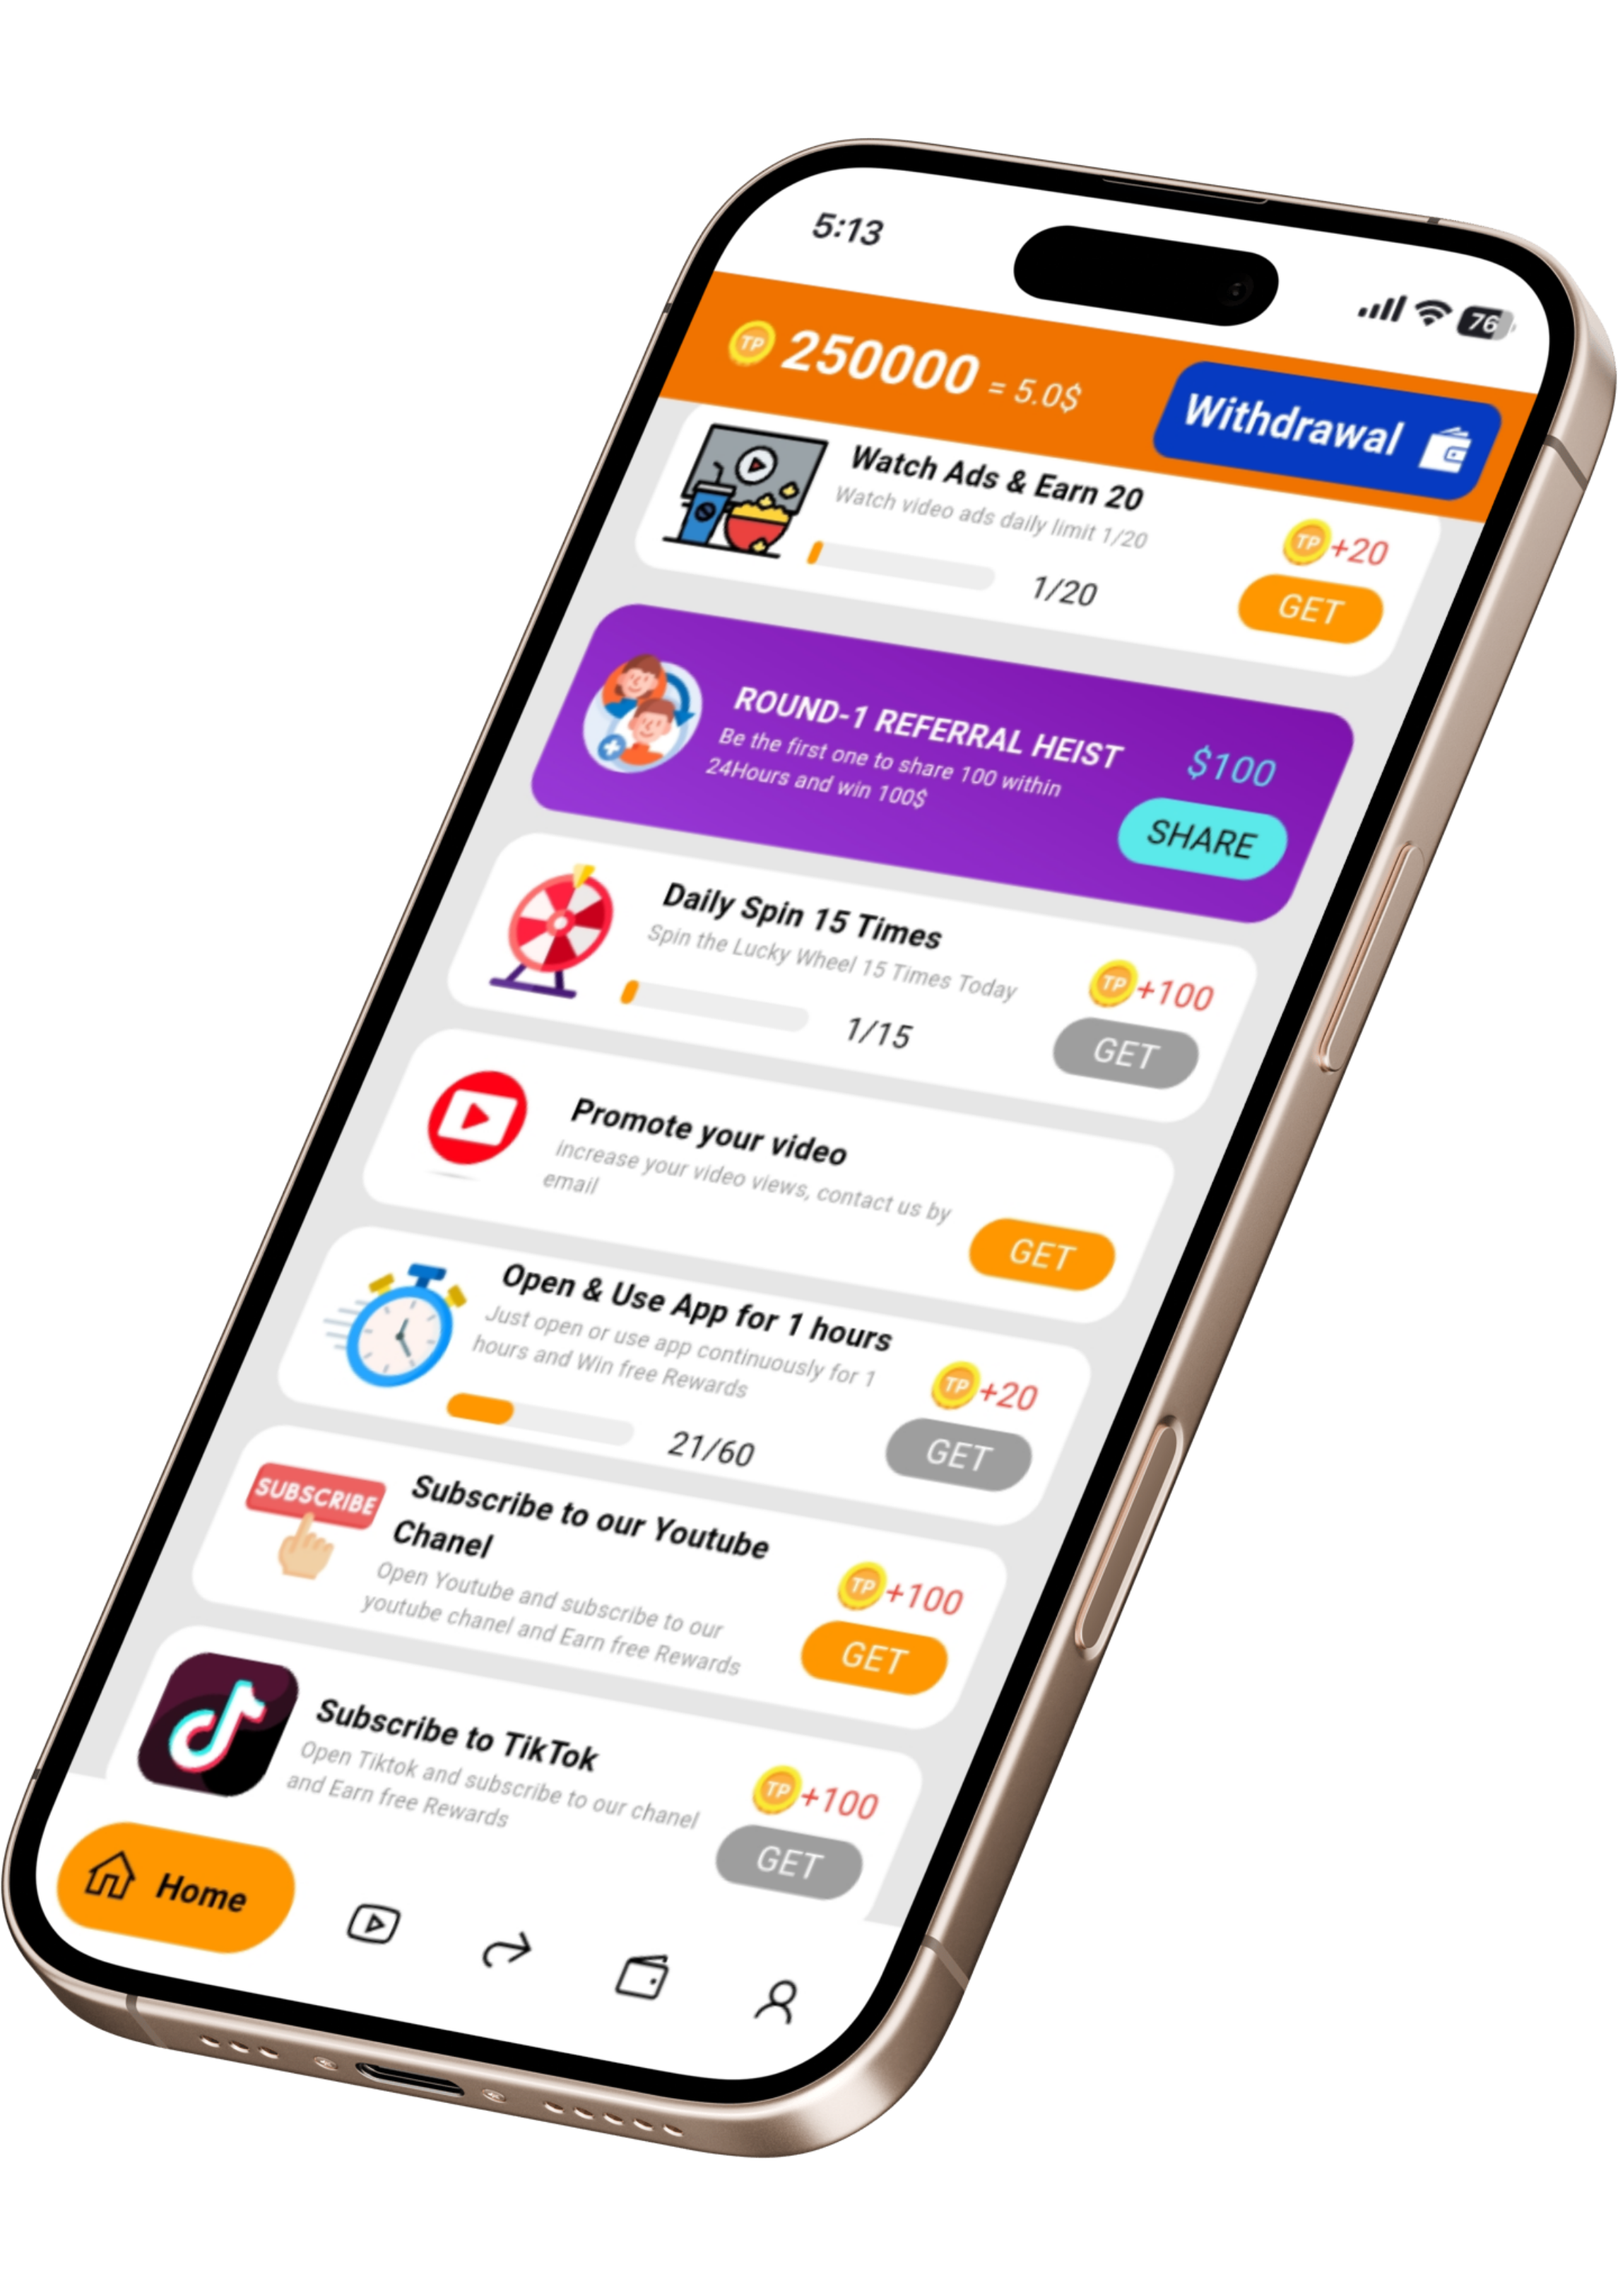 5:13
76
TP 250000 = 5.0$
Withdrawal
Watch Ads & Earn 20
Watch video ads daily limit 1/20
1/20
TP +20
GET
ROUND-1 REFERRAL HEIST
Be the first one to share 100 within
24Hours and win 100$
$100
SHARE
Daily Spin 15 Times
Spin the Lucky Wheel 15 Times Today
1/15
TP +100
GET
Promote your video
increase your video views, contact us by
email
GET
Open & Use App for 1 hours
Just open or use app continuously for 1
hours and Win free Rewards
21/60
TP +20
GET
SUBSCRIBE
Subscribe to our Youtube
Chanel
Open Youtube and subscribe to our
youtube chanel and Earn free Rewards
TP +100
GET
Subscribe to TikTok
Open Tiktok and subscribe to our chanel
and Earn free Rewards
TP +100
GET
Home